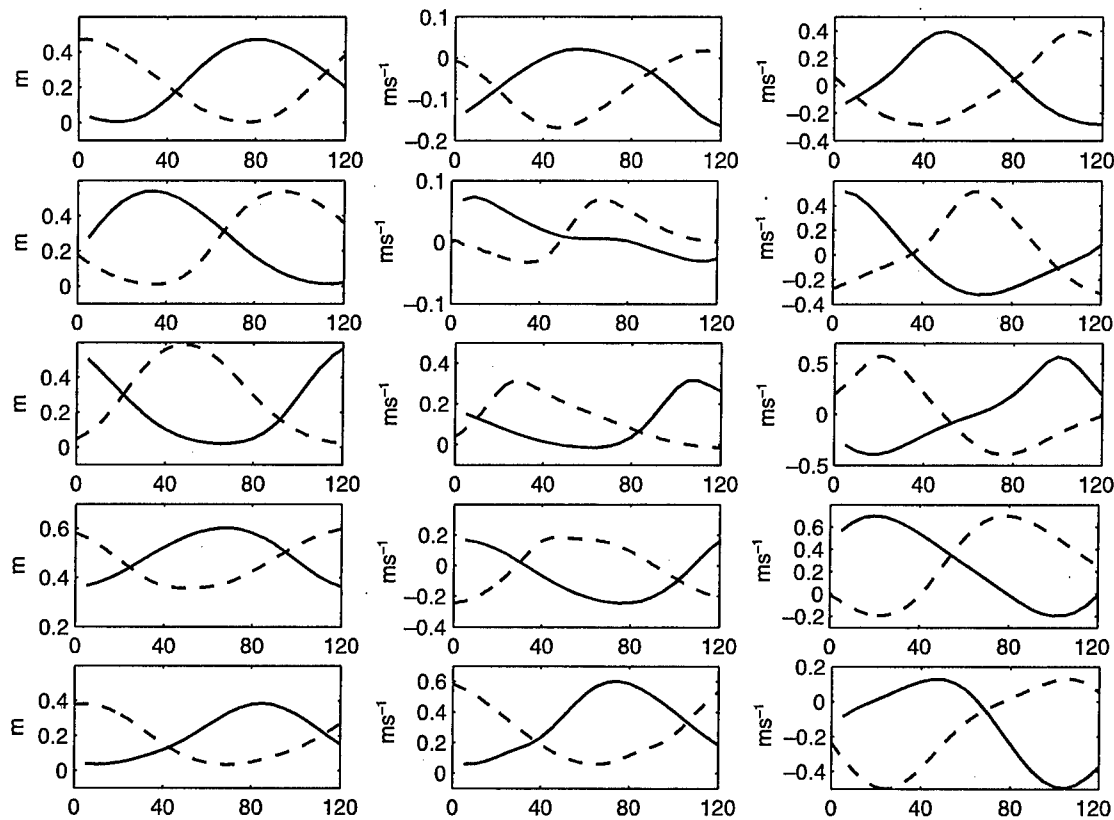 m 0.4 0.2 0 0 40 80 120
ms⁻¹ 0.1 0 −0.1 −0.2 0 40 80 120
ms⁻¹ 0.4 0.2 0 −0.2 −0.4 0 40 80 120
m 0.4 0.2 0 0 40 80 120
ms⁻¹ 0.1 0 −0.1 0 40 80 120
ms⁻¹ 0.6 0.4 0.2 0 −0.2 −0.4 0 40 80 120
m 0.4 0.2 0 0 40 80 120
ms⁻¹ 0.4 0.2 0 0 40 80 120
ms⁻¹ 0.5 0 −0.5 0 40 80 120
m 0.6 0.4 0.2 0 40 80 120
ms⁻¹ 0.2 0 −0.2 −0.4 0 40 80 120
ms⁻¹ 0.6 0.4 0.2 0 −0.2 0 40 80 120
m 0.4 0.2 0 0 40 80 120
ms⁻¹ 0.6 0.4 0.2 0 0 40 80 120
ms⁻¹ 0.2 0 −0.2 −0.4 0 40 80 120